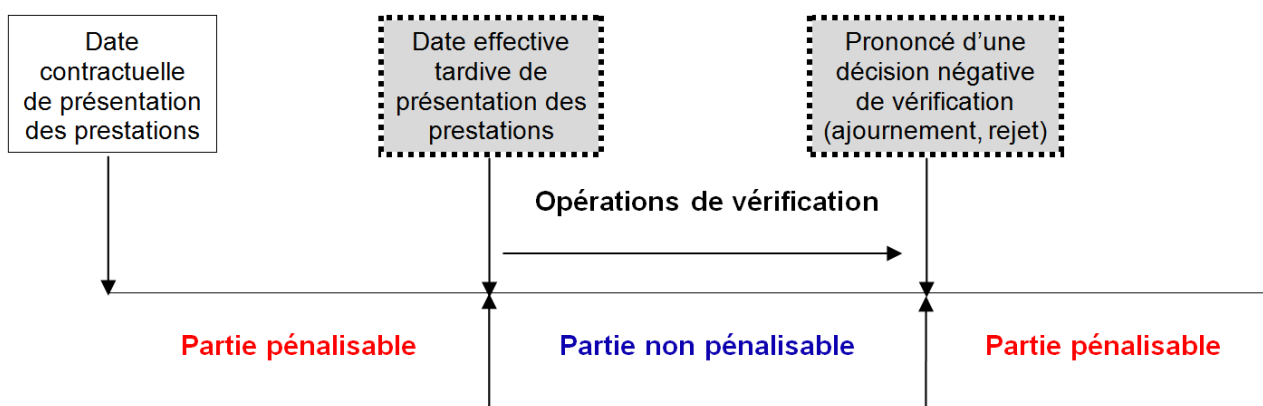 Date
contractuelle
de présentation
des prestations
Date effective
tardive de
présentation des
prestations
Prononcé d’une
décision négative
de vérification
(ajournement, rejet)
Opérations de vérification
Partie pénalisable
Partie non pénalisable
Partie pénalisable